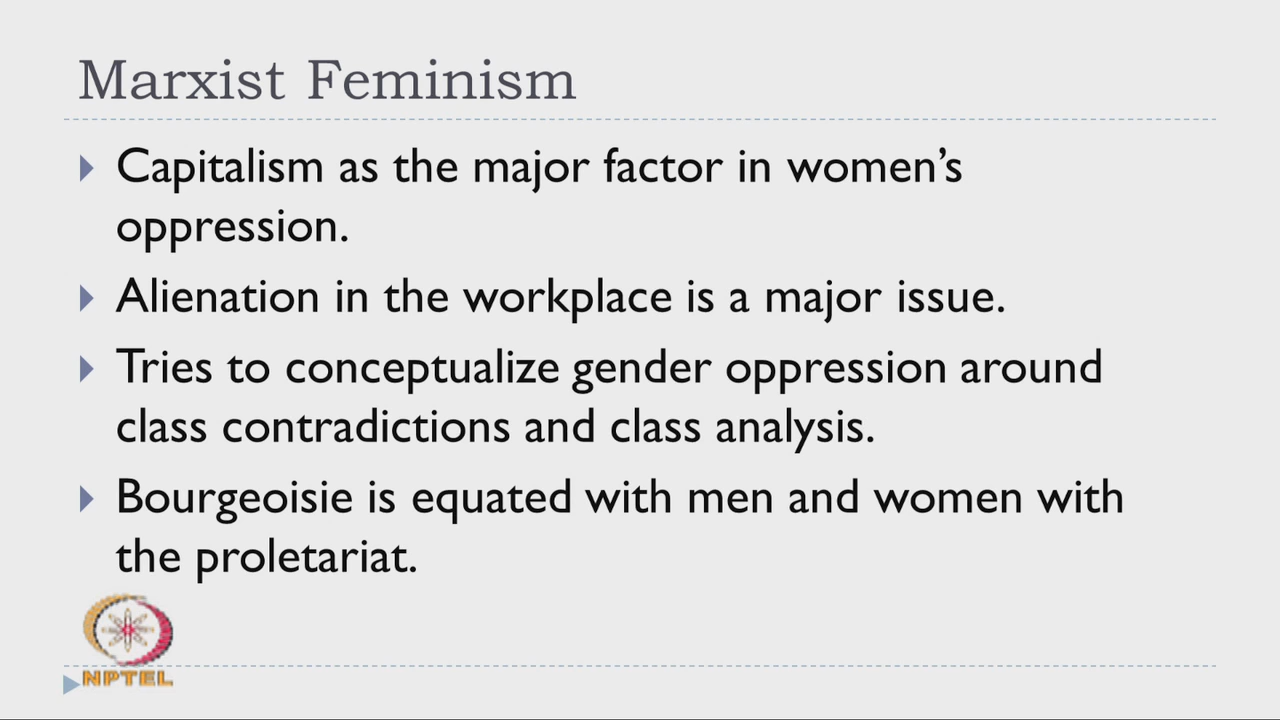 Marxist Feminism
Capitalism as the major factor in women’s
oppression.
Alienation in the workplace is a major issue.
Tries to conceptualize gender oppression around
class contradictions and class analysis.
Bourgeoisie is equated with men and women with
the proletariat.
NPTEL